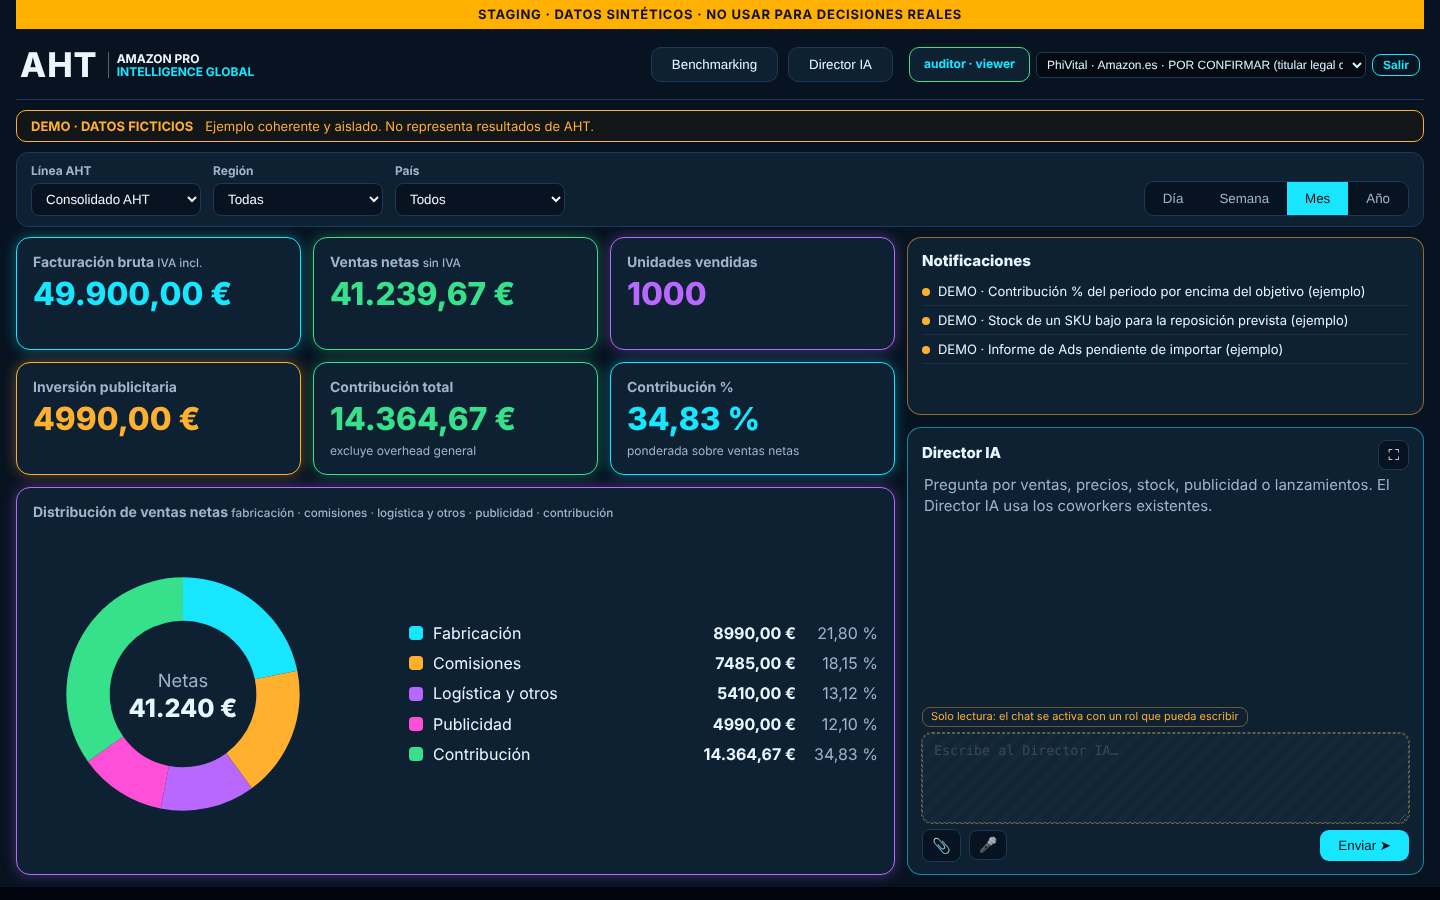 STAGING · DATOS SINTÉTICOS · NO USAR PARA DECISIONES REALES
AHT
AMAZON PRO
INTELLIGENCE GLOBAL
Benchmarking
Director IA
auditor · viewer
PhiVital · Amazon.es · POR CONFIRMAR (titular legal d
Salir
DEMO · DATOS FICTICIOS Ejemplo coherente y aislado. No representa resultados de AHT.
Línea AHT
Consolidado AHT
Región
Todas
País
Todos
Día
Semana
Mes
Año
Facturación bruta IVA incl.
49.900,00 €
Ventas netas sin IVA
41.239,67 €
Unidades vendidas
1000
Inversión publicitaria
4990,00 €
Contribución total
14.364,67 €
excluye overhead general
Contribución %
34,83 %
ponderada sobre ventas netas
Distribución de ventas netas fabricación · comisiones · logística y otros · publicidad · contribución
Netas
41.240 €
Fabricación 8990,00 € 21,80 %
Comisiones 7485,00 € 18,15 %
Logística y otros 5410,00 € 13,12 %
Publicidad 4990,00 € 12,10 %
Contribución 14.364,67 € 34,83 %
Notificaciones
DEMO · Contribución % del periodo por encima del objetivo (ejemplo)
DEMO · Stock de un SKU bajo para la reposición prevista (ejemplo)
DEMO · Informe de Ads pendiente de importar (ejemplo)
Director IA
Pregunta por ventas, precios, stock, publicidad o lanzamientos. El
Director IA usa los coworkers existentes.
Solo lectura: el chat se activa con un rol que pueda escribir
Escribe al Director IA…
Enviar ➤